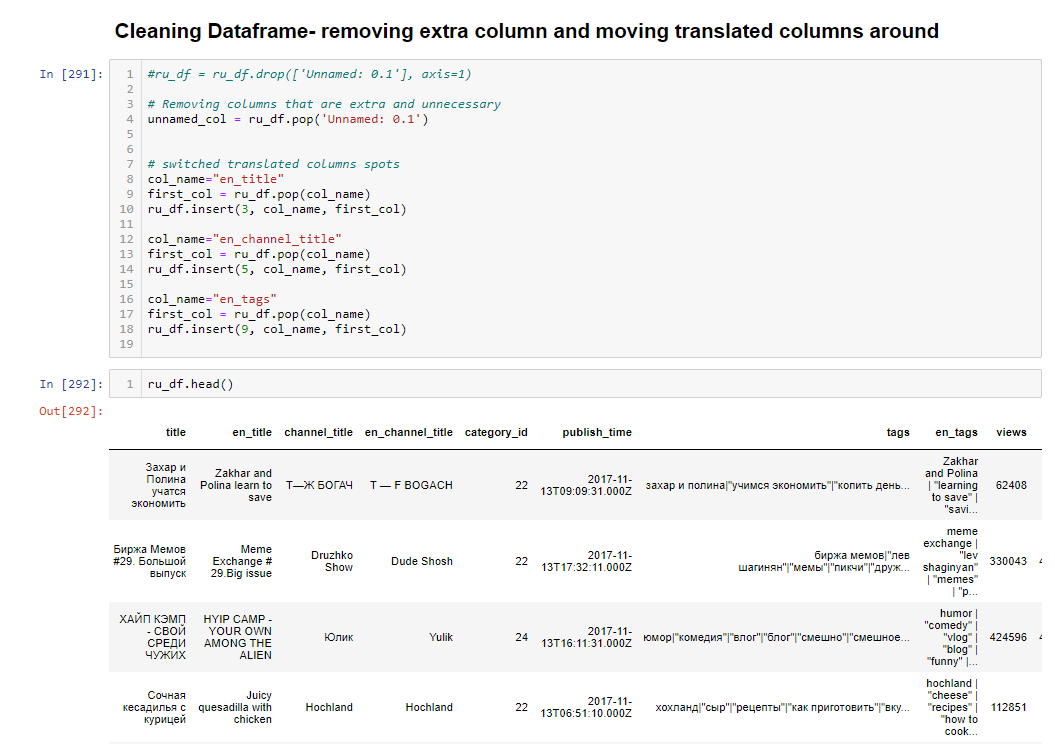 Cleaning Dataframe- removing extra column and moving translated columns around
In [291]:
1 #ru_df = ru_df.drop(['Unnamed: 0.1'], axis=1)
2
3 # Removing columns that are extra and unnecessary
4 unnamed_col = ru_df.pop('Unnamed: 0.1')
5
6
7 # switched translated columns spots
8 col_name="en_title"
9 first_col = ru_df.pop(col_name)
10 ru_df.insert(3, col_name, first_col)
11
12 col_name="en_channel_title"
13 first_col = ru_df.pop(col_name)
14 ru_df.insert(5, col_name, first_col)
15
16 col_name="en_tags"
17 first_col = ru_df.pop(col_name)
18 ru_df.insert(9, col_name, first_col)
19
In [292]:
1 ru_df.head()
Out[292]:
title en_title channel_title en_channel_title category_id publish_time tags en_tags views
Захар и
Полина
учатся
экономить
Zakhar and
Polina learn to
save
Т—Ж БОГАЧ
T — F BOGACH
22
2017-11-
13T09:09:31.000Z
захар и полина|"учимся экономить"|"копить день...
Zakhar
and Polina
| "learning
to save" |
"savi...
62408
Биржа Мемов
#29. Большой
выпуск
Meme
Exchange #
29.Big issue
Druzhko
Show
Dude Shosh
22
2017-11-
13T17:32:11.000Z
биржа мемов|"лев
шагинян"|"мемы"|"пикчи"|"друж...
meme
exchange |
"lev
shaginyan"
| "memes"
| "p...
330043
ХАЙП КЭМП
- СВОЙ
СРЕДИ
ЧУЖИХ
HYIP CAMP -
YOUR OWN
AMONG THE
ALIEN
Юлик
Yulik
24
2017-11-
13T16:11:31.000Z
юмор|"комедия"|"влог"|"блог"|"смешно"|"смешное...
humor |
"comedy" |
"vlog" |
"blog" |
"funny" |...
424596
Сочная
кесадилья с
курицей
Juicy
quesadilla with
chicken
Hochland
Hochland
22
2017-11-
13T06:51:10.000Z
хохланд|"сыр"|"рецепты"|"как приготовить"|"вку...
hochland |
"cheese" |
"recipes" |
"how to
cook...
112851